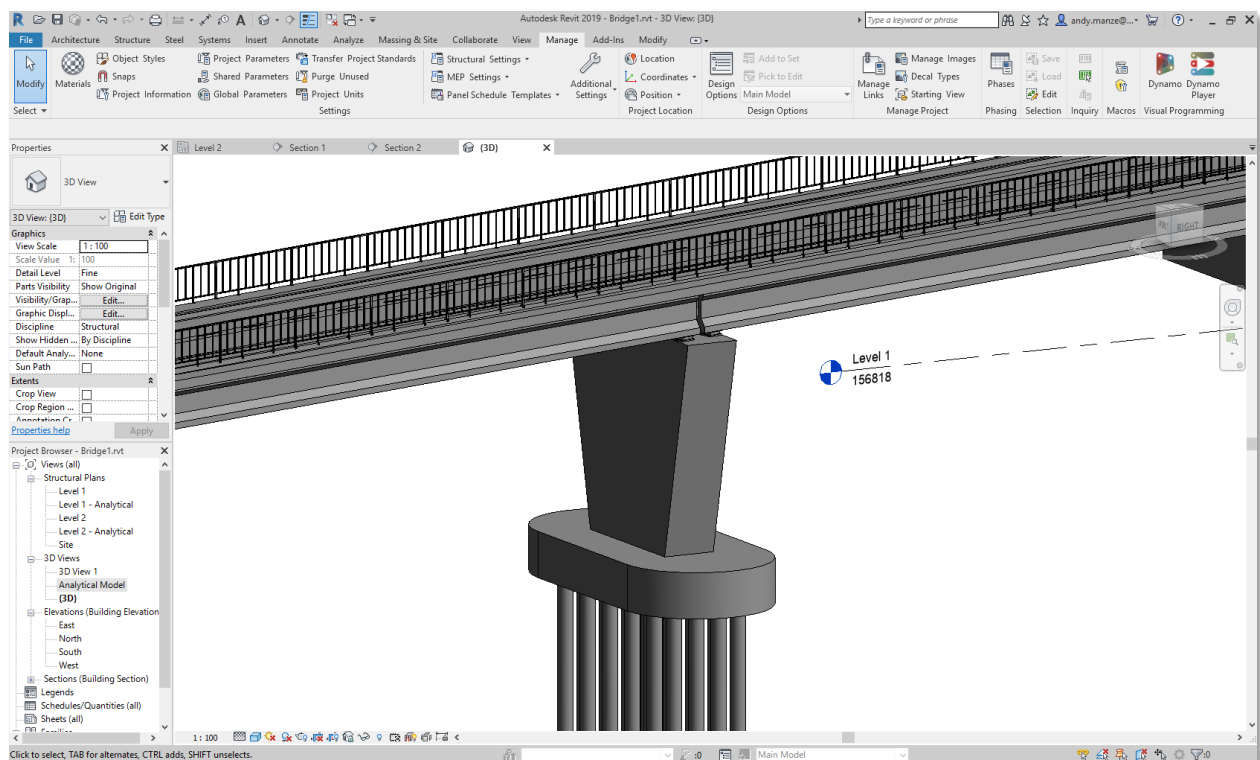 Autodesk Revit 2019 - Bridge1.rvt - 3D View: {3D}
Type a keyword or phrase
andy.manze@...
File Architecture Structure Steel Systems Insert Annotate Analyze Massing & Site Collaborate View Manage Add-Ins Modify
Modify
Select
Materials
Object Styles
Snaps
Project Information
Project Parameters
Shared Parameters
Global Parameters
Transfer Project Standards
Purge Unused
Project Units
Structural Settings
MEP Settings
Panel Schedule Templates
Additional
Settings
Settings
Location
Coordinates
Position
Project Location
Design
Options
Add to Set
Pick to Edit
Main Model
Design Options
Manage
Links
Manage Images
Decal Types
Starting View
Manage Project
Phases
Phasing
Save
Load
Edit
Selection
Inquiry
Macros
Dynamo
Dynamo
Player
Visual Programming
Properties
3D View
3D View: {3D}
Edit Type
Graphics
View Scale 1 : 100
Scale Value 1: 100
Detail Level Fine
Parts Visibility Show Original
Visibility/Grap... Edit...
Graphic Displ... Edit...
Discipline Structural
Show Hidden ... By Discipline
Default Analy... None
Sun Path
Extents
Crop View
Crop Region ...
Annotation Cr...
Properties help Apply
Project Browser - Bridge1.rvt
Views (all)
Structural Plans
Level 1
Level 1 - Analytical
Level 2
Level 2 - Analytical
Site
3D Views
3D View 1
Analytical Model
{3D}
Elevations (Building Elevation
East
North
South
West
Sections (Building Section)
Legends
Schedules/Quantities (all)
Sheets (all)
Families
Level 2 Section 1 Section 2 {3D}
RIGHT
Level 1
156818
1 : 100
Click to select, TAB for alternates, CTRL adds, SHIFT unselects.
:0
Main Model
:0